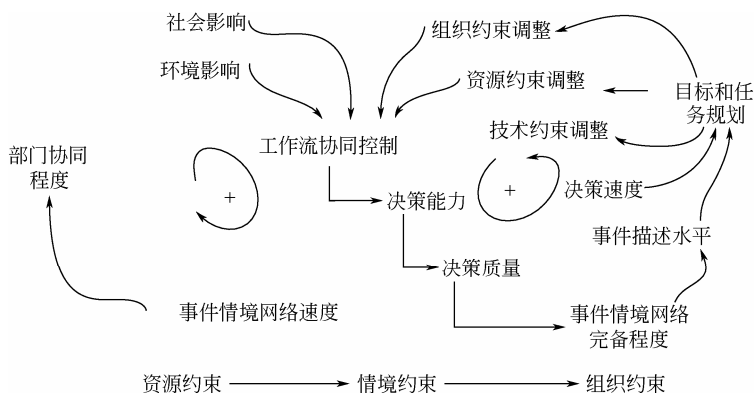 社会影响
组织约束调整
环境影响
资源约束调整
目标和任
务规划
技术约束调整
工作流协同控制
部门协同
程度
+
+
决策能力
决策速度
事件描述水平
决策质量
事件情境网络速度
事件情境网络
完备程度
资源约束
情境约束
组织约束